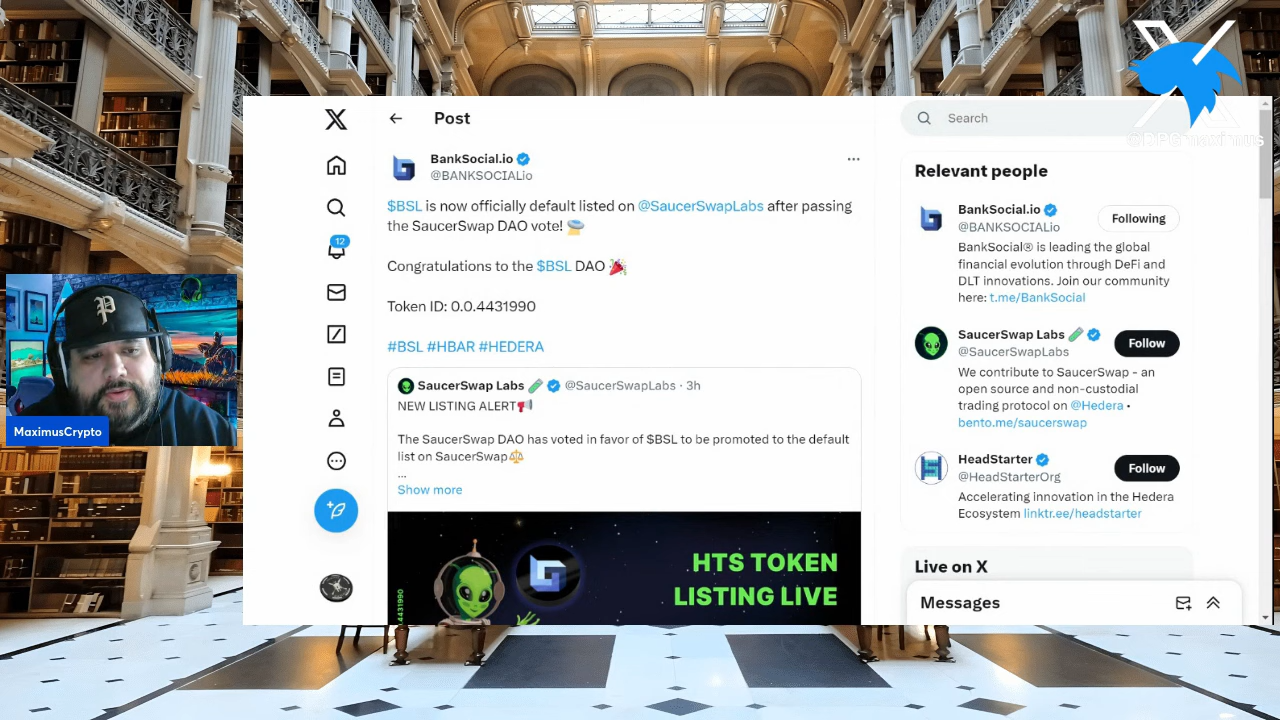 Post
Search
BankSocial.io
@BANKSOCIALio
$BSL is now officially default listed on @SaucerSwapLabs after passing
the SaucerSwap DAO vote!
Congratulations to the $BSL DAO
Token ID: 0.0.4431990
#BSL #HBAR #HEDERA
SaucerSwap Labs @SaucerSwapLabs · 3h
NEW LISTING ALERT
The SaucerSwap DAO has voted in favor of $BSL to be promoted to the default
list on SaucerSwap
...
Show more
HTS TOKEN
LISTING LIVE
.4431990
12
Relevant people
BankSocial.io
@BANKSOCIALio
Following
BankSocial® is leading the global
financial evolution through DeFi and
DLT innovations. Join our community
here: t.me/BankSocial
SaucerSwap Labs
@SaucerSwapLabs
Follow
We contribute to SaucerSwap – an
open source and non-custodial
trading protocol on @Hedera •
bento.me/saucerswap
HeadStarter
@HeadStarterOrg
Follow
Accelerating innovation in the Hedera
Ecosystem linktr.ee/headstarter
Live on X
Messages
P
MaximusCrypto